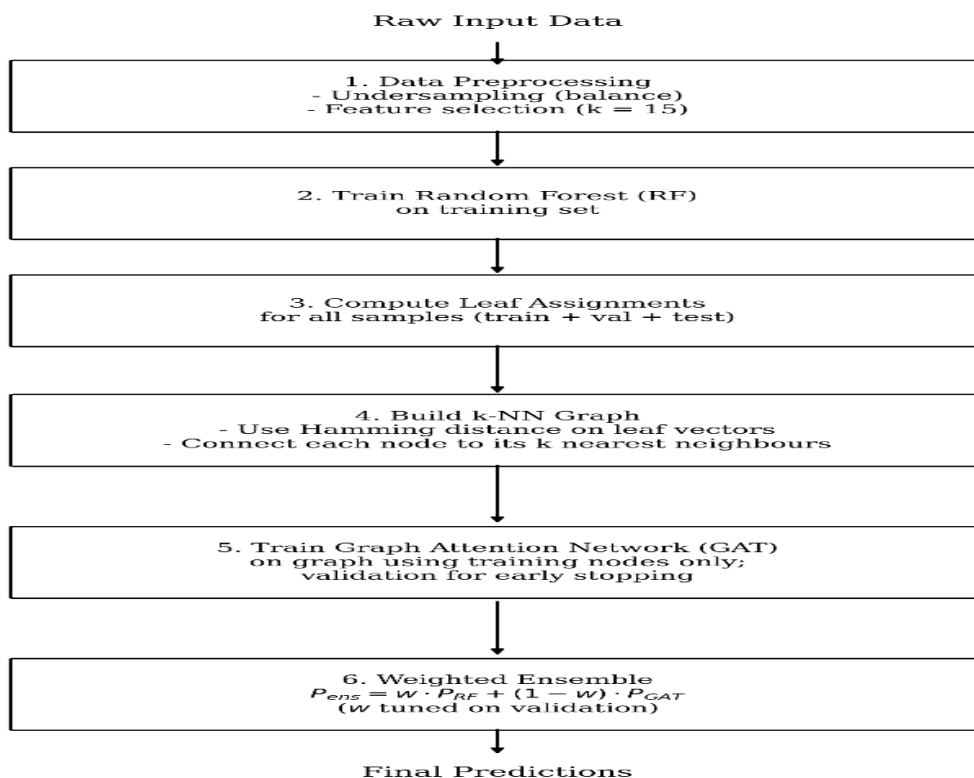 Raw Input Data
1. Data Preprocessing
- Undersampling (balance)
- Feature selection (k = 15)
2. Train Random Forest (RF)
on training set
3. Compute Leaf Assignments
for all samples (train + val + test)
4. Build k-NN Graph
- Use Hamming distance on leaf vectors
- Connect each node to its k nearest neighbours
5. Train Graph Attention Network (GAT)
on graph using training nodes only;
validation for early stopping
6. Weighted Ensemble
P_ens = w · P_RF + (1 − w) · P_GAT
(w tuned on validation)
Final Predictions